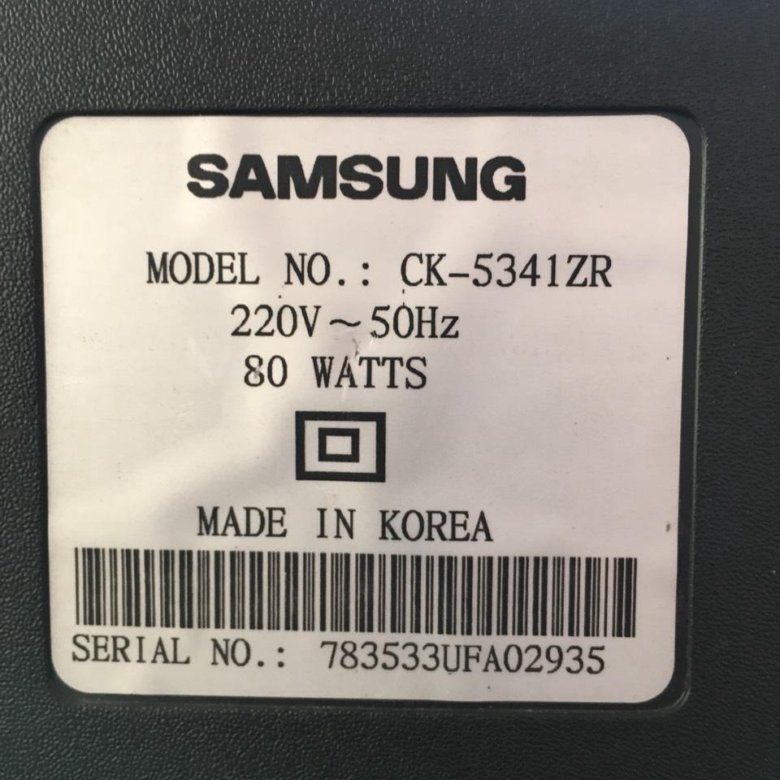 SAMSUNG
MODEL NO.: CK-5341ZR
220V~50Hz
80 WATTS
MADE IN KOREA
SERIAL NO.: 783533UFA02935